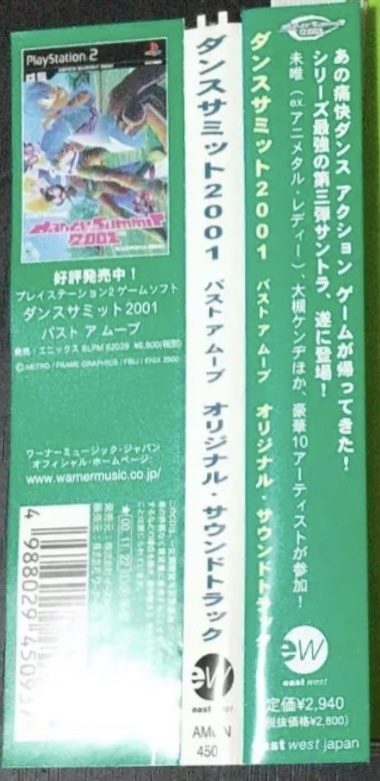 PlayStation 2
Dance Summit
2001
好評発売中！
プレイステーション2 ゲームソフト
ダンスサミット2001
バスト ア ムーブ
発売：エニックス SLPM 62028 ¥6,800(税別)
©METRO / FRAME GRAPHICS / FBU / ENIX 2000
ワーナーミュージック・ジャパン
オフィシャル・ホームページ：
www.warnermusic.co.jp/
★'00.11.22
4 988029 45093
ダンスサミット2001 バスト ア ムーブ オリジナル・サウンドトラック
ew
east west
AMCN
450
ダンスサミット2001 バスト ア ムーブ オリジナル・サウンドトラック
あの痛快ダンス アクション ゲームが帰ってきた！
シリーズ最強の第三弾サントラ、遂に登場！
未唯（ex.アニメタル・レディー）、大槻ケンヂほか、豪華10アーティストが参加！
ew
east west
定価¥2,940
(税抜価格¥2,800)
east west japan